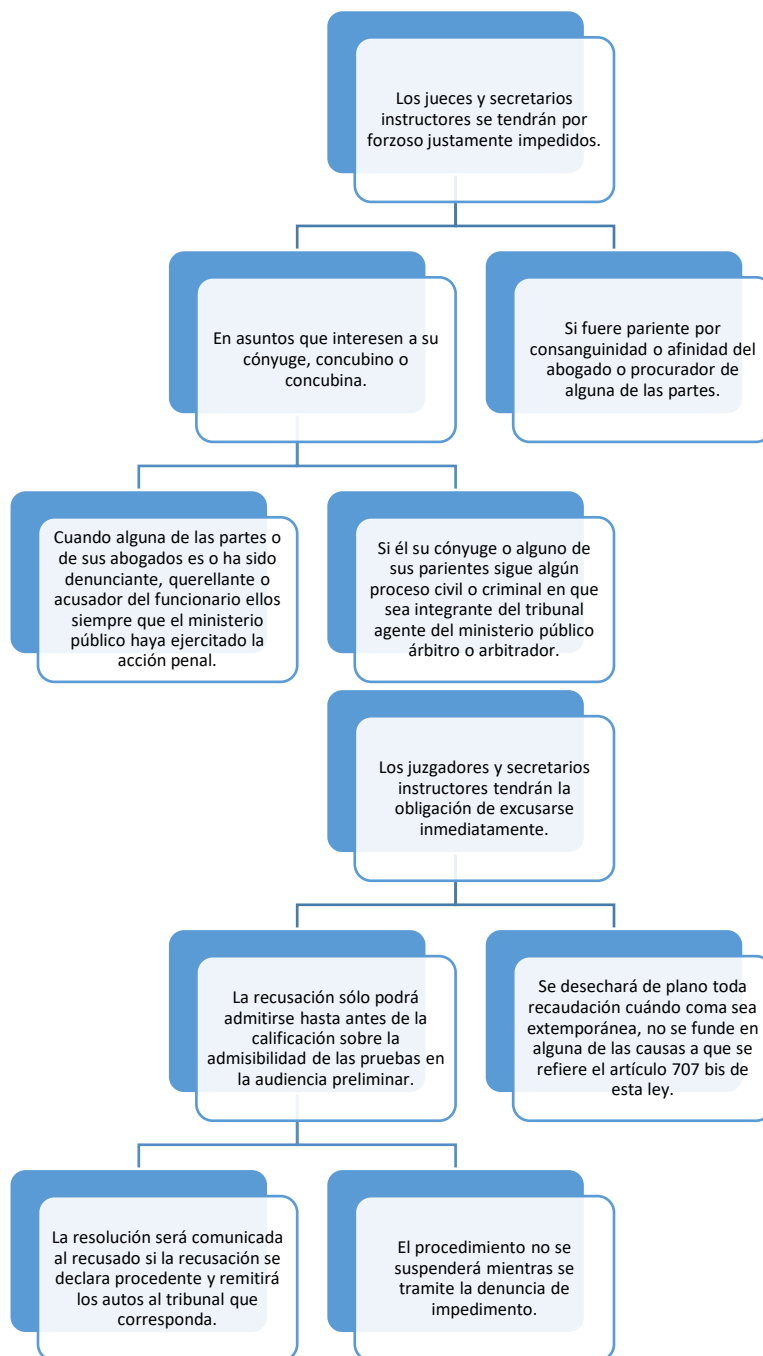 Los jueces y secretarios
instructores se tendrán por
forzoso justamente impedidos.
En asuntos que interesen a su
cónyuge, concubino o
concubina.
Si fuere pariente por
consanguinidad o afinidad del
abogado o procurador de
alguna de las partes.
Cuando alguna de las partes o
de sus abogados es o ha sido
denunciante, querellante o
acusador del funcionario ellos
siempre que el ministerio
público haya ejercitado la
acción penal.
Si él su cónyuge o alguno de
sus parientes sigue algún
proceso civil o criminal en que
sea integrante del tribunal
agente del ministerio público
árbitro o arbitrador.
Los juzgadores y secretarios
instructores tendrán la
obligación de excusarse
inmediatamente.
La recusación sólo podrá
admitirse hasta antes de la
calificación sobre la
admisibilidad de las pruebas en
la audiencia preliminar.
Se desechará de plano toda
recaudación cuándo coma sea
extemporánea, no se funde en
alguna de las causas a que se
refiere el artículo 707 bis de
esta ley.
La resolución será comunicada
al recusado si la recusación se
declara procedente y remitirá
los autos al tribunal que
corresponda.
El procedimiento no se
suspenderá mientras se
tramite la denuncia de
impedimento.